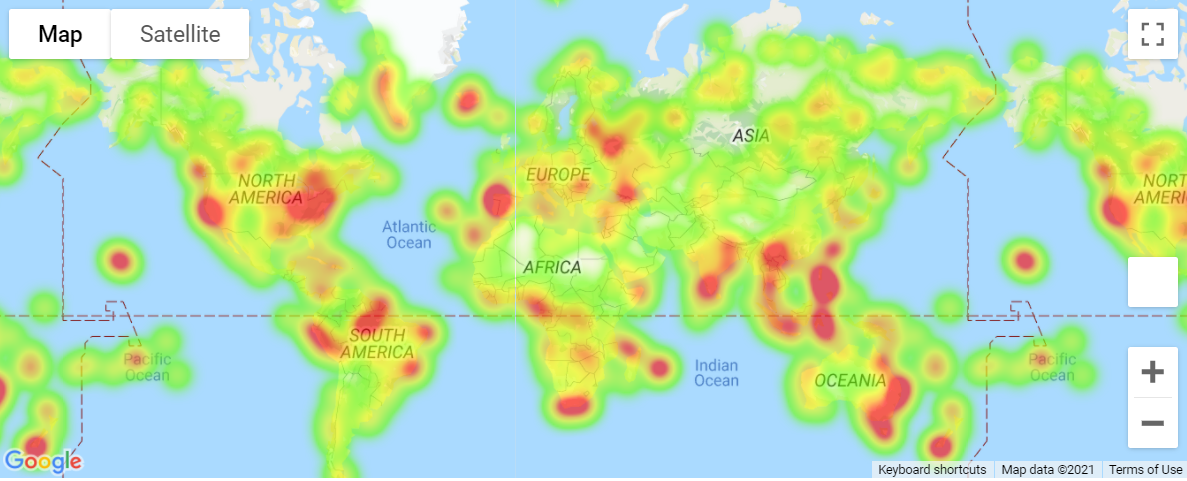 Map
Satellite
ASIA
EUROPE
NORTH
AMERICA
NORT
AMERI
Atlantic
Ocean
AFRICA
SOUTH
AMERICA
Pacific
Ocean
Indian
Ocean
OCEANIA
Pacific
Ocean
Google
Keyboard shortcuts
Map data ©2021
Terms of Use